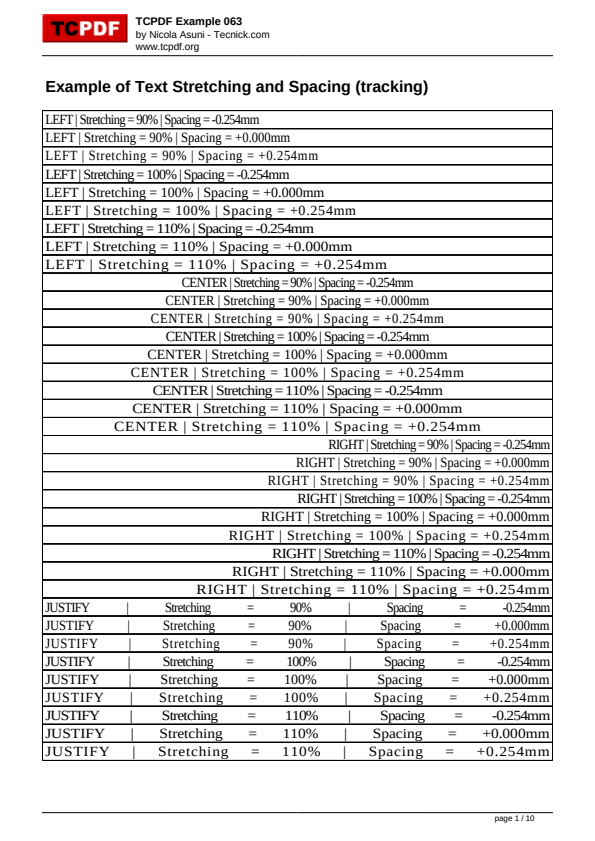 TCPDF
TCPDF Example 063
by Nicola Asuni - Tecnick.com
www.tcpdf.org
Example of Text Stretching and Spacing (tracking)
LEFT | Stretching = 90% | Spacing = -0.254mm
LEFT | Stretching = 90% | Spacing = +0.000mm
LEFT | Stretching = 90% | Spacing = +0.254mm
LEFT | Stretching = 100% | Spacing = -0.254mm
LEFT | Stretching = 100% | Spacing = +0.000mm
LEFT | Stretching = 100% | Spacing = +0.254mm
LEFT | Stretching = 110% | Spacing = -0.254mm
LEFT | Stretching = 110% | Spacing = +0.000mm
LEFT | Stretching = 110% | Spacing = +0.254mm
CENTER | Stretching = 90% | Spacing = -0.254mm
CENTER | Stretching = 90% | Spacing = +0.000mm
CENTER | Stretching = 90% | Spacing = +0.254mm
CENTER | Stretching = 100% | Spacing = -0.254mm
CENTER | Stretching = 100% | Spacing = +0.000mm
CENTER | Stretching = 100% | Spacing = +0.254mm
CENTER | Stretching = 110% | Spacing = -0.254mm
CENTER | Stretching = 110% | Spacing = +0.000mm
CENTER | Stretching = 110% | Spacing = +0.254mm
RIGHT | Stretching = 90% | Spacing = -0.254mm
RIGHT | Stretching = 90% | Spacing = +0.000mm
RIGHT | Stretching = 90% | Spacing = +0.254mm
RIGHT | Stretching = 100% | Spacing = -0.254mm
RIGHT | Stretching = 100% | Spacing = +0.000mm
RIGHT | Stretching = 100% | Spacing = +0.254mm
RIGHT | Stretching = 110% | Spacing = -0.254mm
RIGHT | Stretching = 110% | Spacing = +0.000mm
RIGHT | Stretching = 110% | Spacing = +0.254mm
JUSTIFY | Stretching = 90% | Spacing = -0.254mm
JUSTIFY | Stretching = 90% | Spacing = +0.000mm
JUSTIFY | Stretching = 90% | Spacing = +0.254mm
JUSTIFY | Stretching = 100% | Spacing = -0.254mm
JUSTIFY | Stretching = 100% | Spacing = +0.000mm
JUSTIFY | Stretching = 100% | Spacing = +0.254mm
JUSTIFY | Stretching = 110% | Spacing = -0.254mm
JUSTIFY | Stretching = 110% | Spacing = +0.000mm
JUSTIFY | Stretching = 110% | Spacing = +0.254mm
page 1 / 10